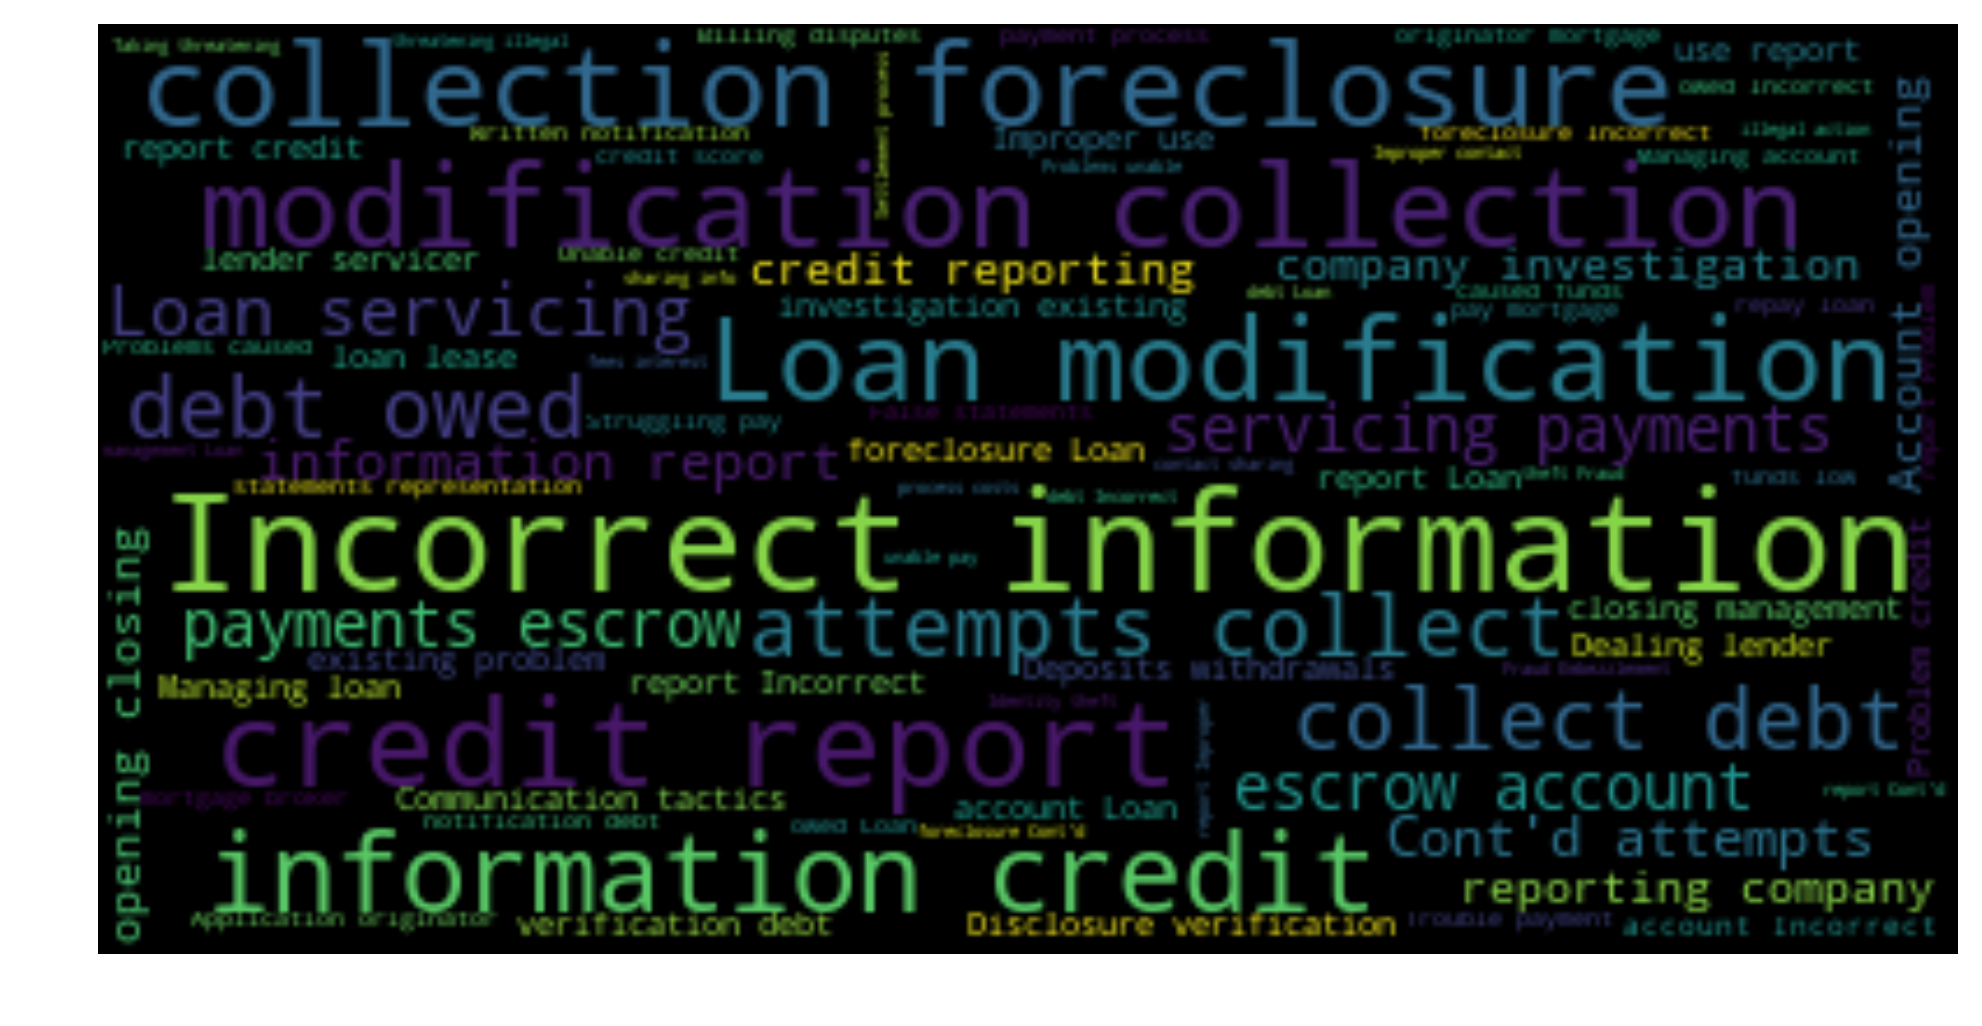 Taking threatening
threatening illegal
Billing disputes
payment process
originator mortgage
use report
collection foreclosure
owed incorrect
Settlement process
Account opening
Written notification
Improper use
foreclosure incorrect
illegal action
report credit
credit score
Improper contact
Managing account
Problems unable
modification collection
lender servicer
Unable credit
sharing info
credit reporting
company investigation
debt Loan
caused funds
Loan servicing
investigation existing
pay mortgage
repay loan
report Problem
Problems caused
loan lease
fees interest
Loan modification
debt owed
Struggling pay
False statements
servicing payments
management Loan
information report
foreclosure Loan
contact sharing
report Loan
theft Fraud
funds low
statements representation
process costs
debt Incorrect
Incorrect information
unable pay
opening closing
Problem credit
payments escrow
attempts collect
closing management
Dealing lender
existing problem
Deposits withdrawals
Fraud Embezzlement
Managing loan
report Incorrect
Identity theft
credit report
report Improper
collect debt
mortgage broker
Communication tactics
account Loan
escrow account
report Cont'd
notification debt
owed Loan
foreclosure Cont'd
Cont'd attempts
information credit
reporting company
Application originator
verification debt
Disclosure verification
Trouble payment
account Incorrect